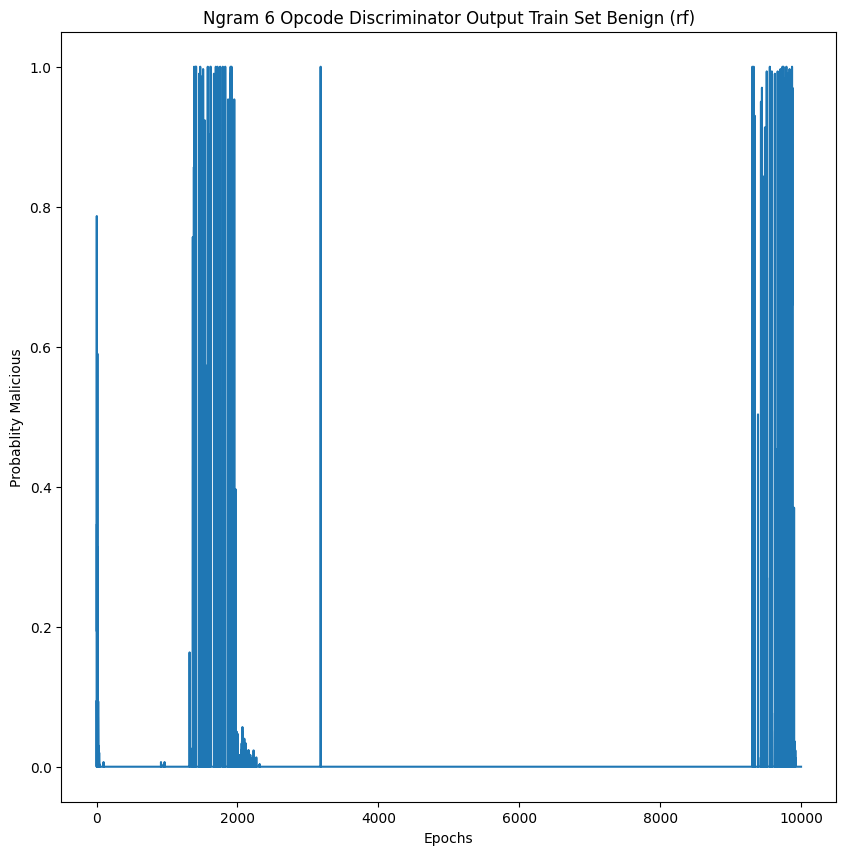 Ngram 6 Opcode Discriminator Output Train Set Benign (rf)
1.0
0.8
0.6
0.4
0.2
0.0
Probablity Malicious
0 2000 4000 6000 8000 10000
Epochs